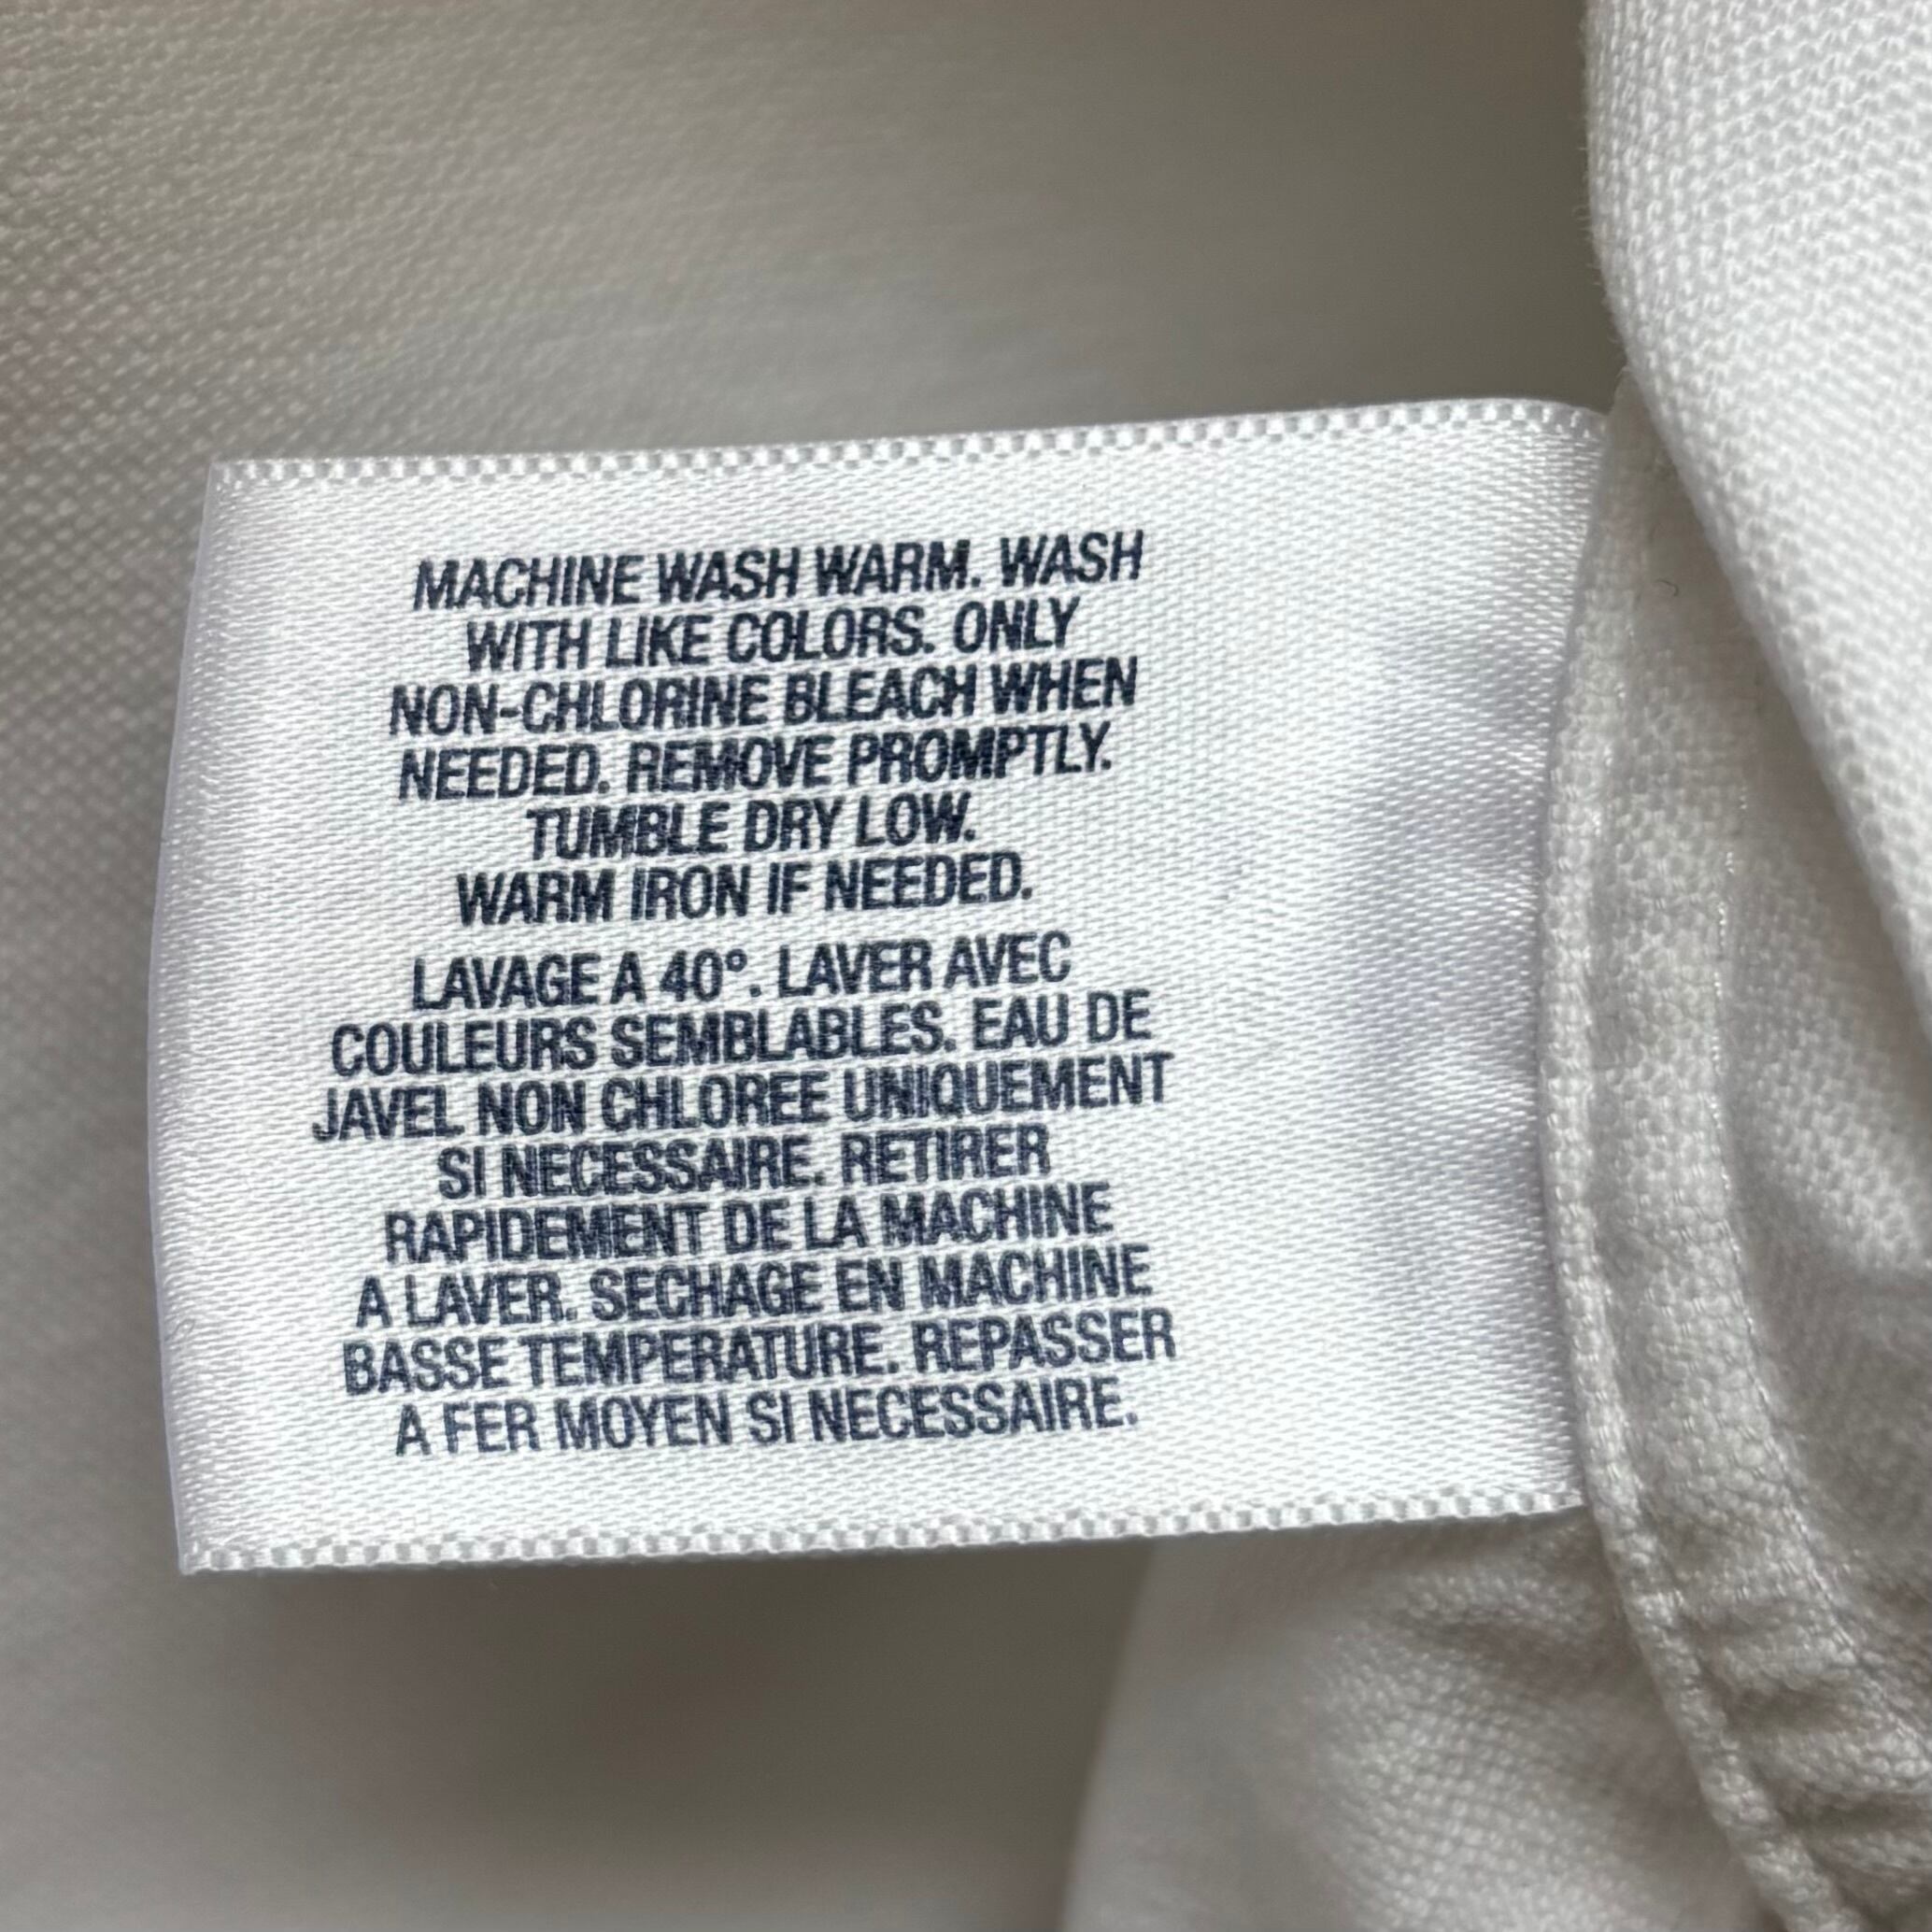 MACHINE WASH WARM. WASH
WITH LIKE COLORS. ONLY
NON-CHLORINE BLEACH WHEN
NEEDED. REMOVE PROMPTLY.
TUMBLE DRY LOW.
WARM IRON IF NEEDED.
LAVAGE A 40°. LAVER AVEC
COULEURS SEMBLABLES. EAU DE
JAVEL NON CHLOREE UNIQUEMENT
SI NECESSAIRE. RETIRER
RAPIDEMENT DE LA MACHINE
A LAVER. SECHAGE EN MACHINE
BASSE TEMPERATURE. REPASSER
A FER MOYEN SI NECESSAIRE.